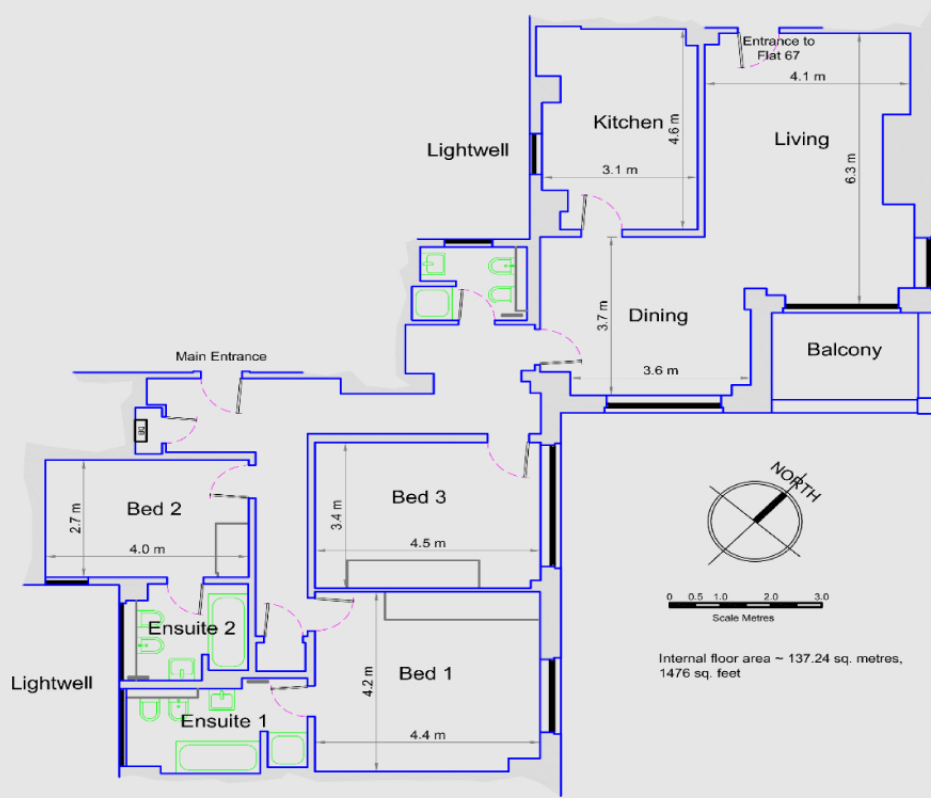 Entrance to
Flat 67
4.1 m
Kitchen
4.6 m
Living
Lightwell
3.1 m
6.3 m
3.7 m
Dining
Balcony
Main Entrance
3.6 m
NORTH
Bed 2
2.7 m
4.0 m
Bed 3
3.4 m
4.5 m
0 0.5 1.0 2.0 3.0
Scale Metres
Ensuite 2
Internal floor area ~ 137.24 sq. metres,
1476 sq. feet
Lightwell
Bed 1
4.2 m
Ensuite 1
4.4 m